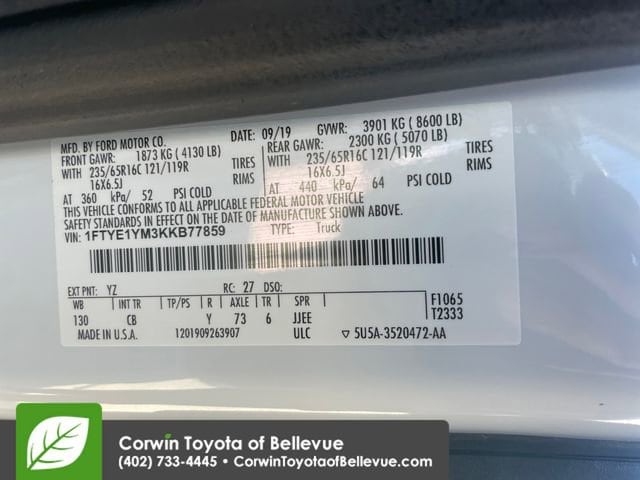 MFD. BY FORD MOTOR CO. DATE: 09/19 GVWR: 3901 KG ( 8600 LB)
FRONT GAWR: 1873 KG ( 4130 LB) REAR GAWR: 2300 KG ( 5070 LB)
WITH 235/65R16C 121/119R TIRES WITH 235/65R16C 121/119R TIRES
16X6.5J RIMS 16X6.5J RIMS
AT 360 kPa/ 52 PSI COLD AT 440 kPa/ 64 PSI COLD
THIS VEHICLE CONFORMS TO ALL APPLICABLE FEDERAL MOTOR VEHICLE
SAFETY STANDARDS IN EFFECT ON THE DATE OF MANUFACTURE SHOWN ABOVE.
VIN: 1FTYE1YM3KKB77859 TYPE: Truck
EXT PNT: YZ RC: 27 DSO:
WB INT TR TP/PS R AXLE TR SPR F1065
130 CB Y 73 6 JJEE T2333
MADE IN U.S.A. 1201909263907 ULC ▽ 5U5A-3520472-AA
Corwin Toyota of Bellevue
(402) 733-4445 • CorwinToyotaofBellevue.com